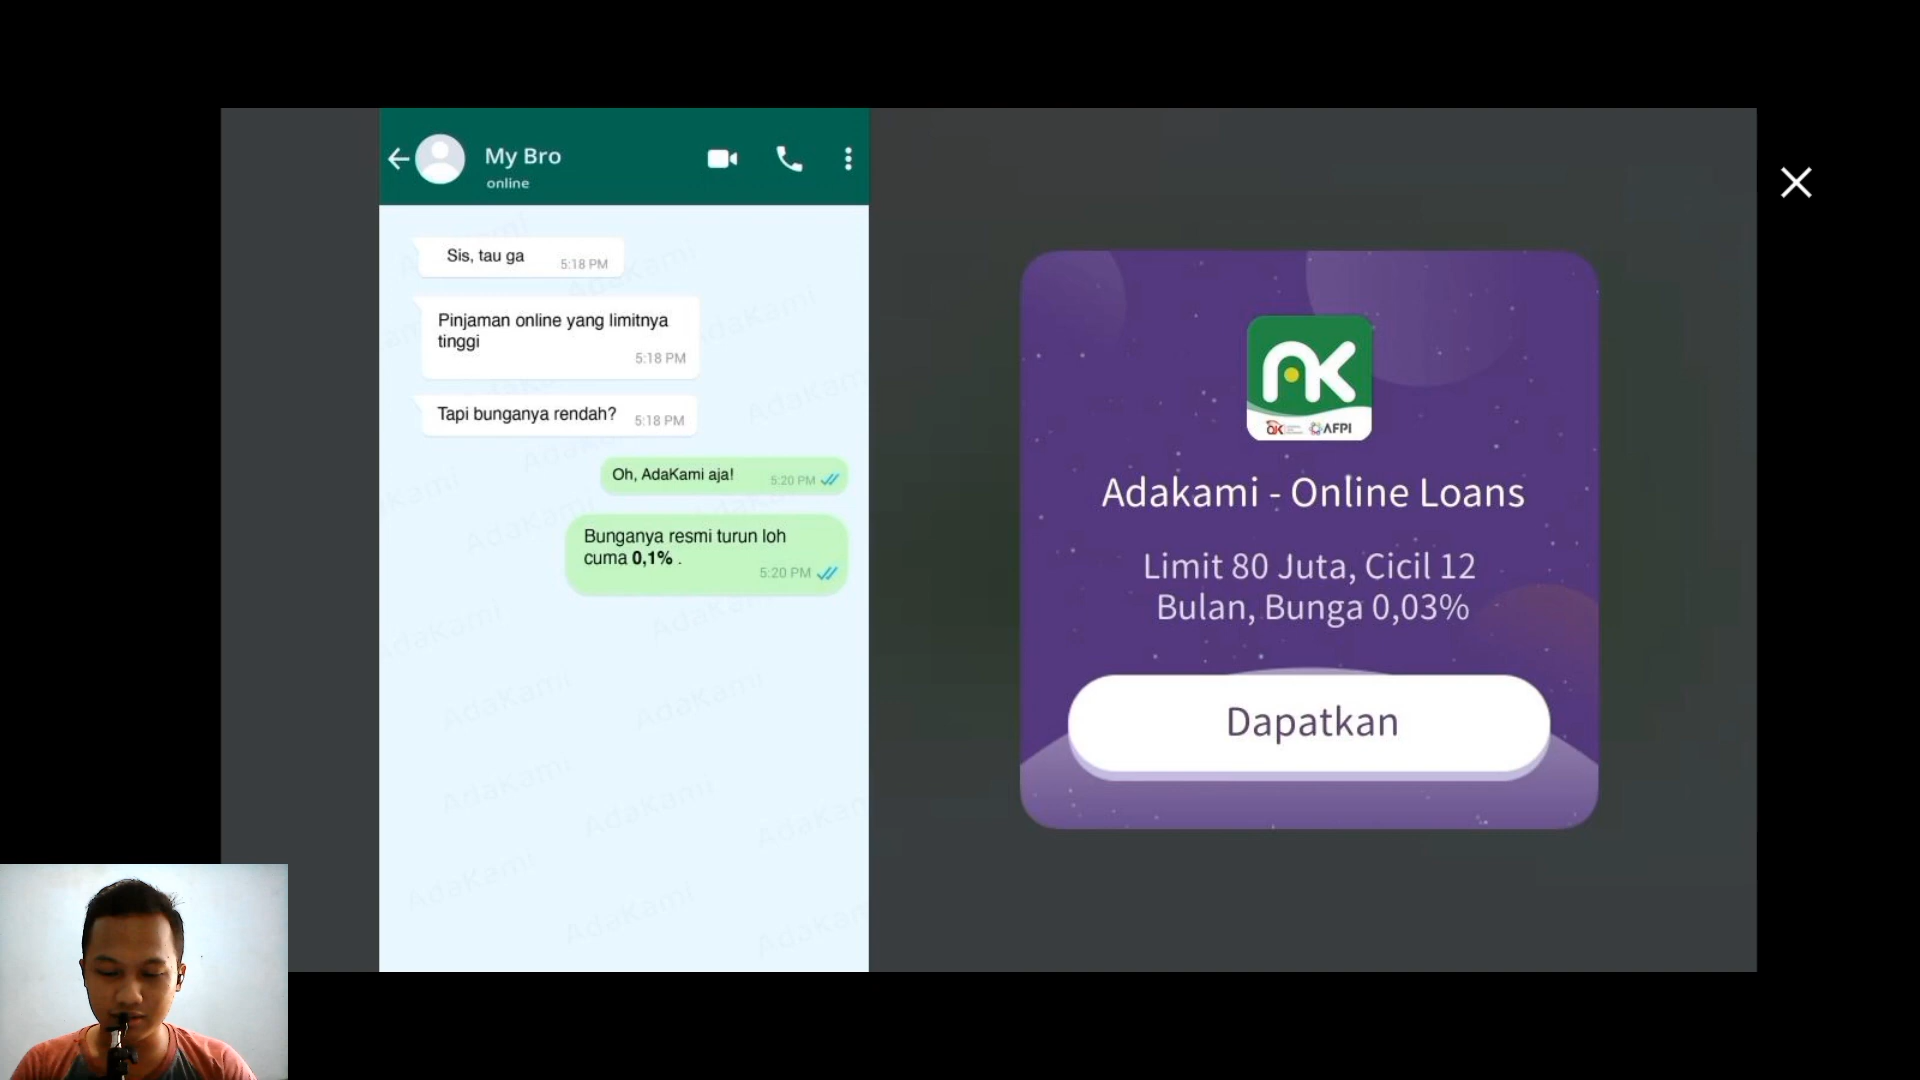 My Bro
online
Sis, tau ga
5:18 PM
Pinjaman online yang limitnya
tinggi
5:18 PM
Tapi bunganya rendah?
5:18 PM
Oh, AdaKami aja!
5:20 PM
Bunganya resmi turun loh
cuma 0,1% .
5:20 PM
AdaKami
AK
AFPI
Adakami - Online Loans
Limit 80 Juta, Cicil 12
Bulan, Bunga 0,03%
Dapatkan